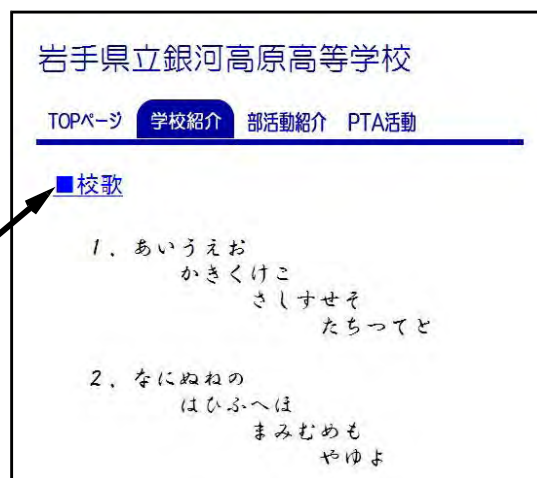 岩手県立銀河高原高等学校
TOPページ 学校紹介 部活動紹介 PTA活動
■校歌
1. あいうえお
かきくけこ
さしすせそ
たちつてと
2. なにぬねの
はひふへほ
まみむめも
やゆよ